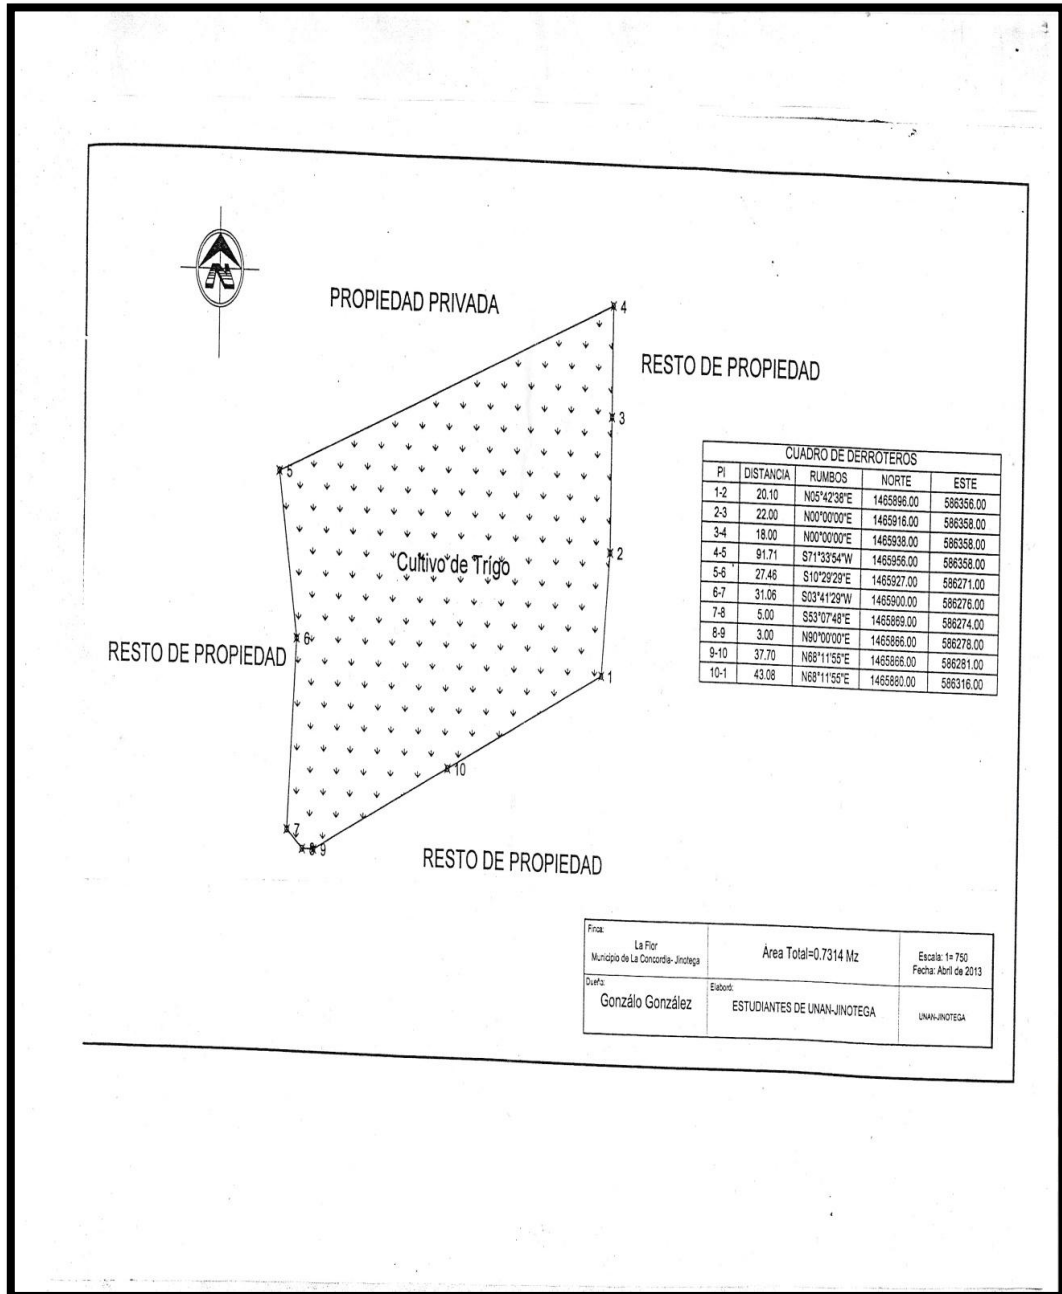 N
PROPIEDAD PRIVADA
4
RESTO DE PROPIEDAD
3
CUADRO DE DERROTEROS
PI DISTANCIA RUMBOS NORTE ESTE
1-2 20.10 N05°42'38"E 1465896.00 586356.00
2-3 22.00 N00°00'00"E 1465916.00 586358.00
3-4 18.00 N00°00'00"E 1465938.00 586358.00
4-5 91.71 S71°33'54"W 1465956.00 586358.00
5-6 27.46 S10°29'29"E 1465927.00 586271.00
6-7 31.06 S03°41'29"W 1465900.00 586276.00
7-8 5.00 S53°07'48"E 1465869.00 586274.00
8-9 3.00 N90°00'00"E 1465866.00 586278.00
9-10 37.70 N68°11'55"E 1465866.00 586281.00
10-1 43.08 N68°11'55"E 1465880.00 586316.00
5
2
Cultivo de Trígo
6
RESTO DE PROPIEDAD
1
10
7
8 9
RESTO DE PROPIEDAD
Finca:
La Flor
Municipio de La Concordia- Jinotega
Área Total=0.7314 Mz
Escala: 1= 750
Fecha: Abril de 2013
Dueño:
Gonzálo González
Elaboró:
ESTUDIANTES DE UNAN-JINOTEGA
UNAN-JINOTEGA